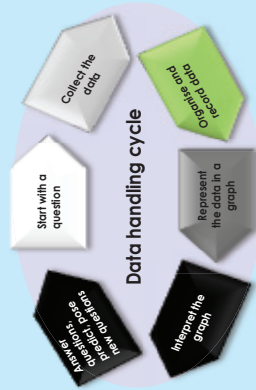 Data handling cycle
Start with a
question
Collect the
data
Organise and
record data
Represent
the data in a
graph
Interpret the
graph
Answer
questions,
predict, pose
new questions